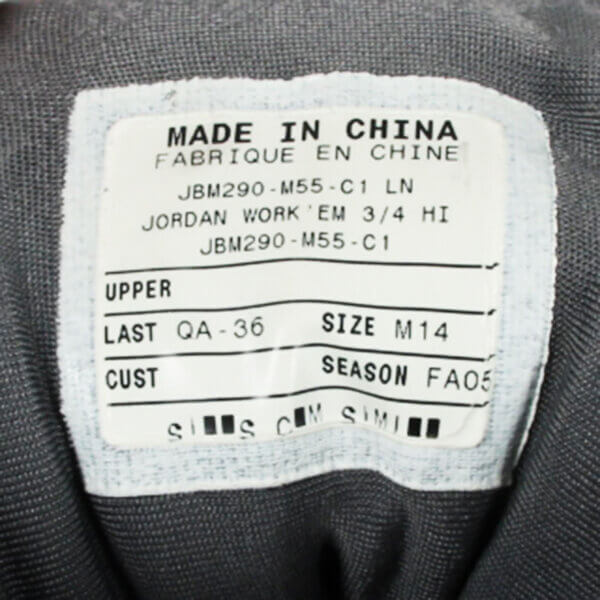 MADE IN CHINA
FABRIQUE EN CHINE
JBM290-M55-C1 LN
JORDAN WORK'EM 3/4 HI
JBM290-M55-C1
UPPER
LAST QA-36 SIZE M14
CUST SEASON FA05